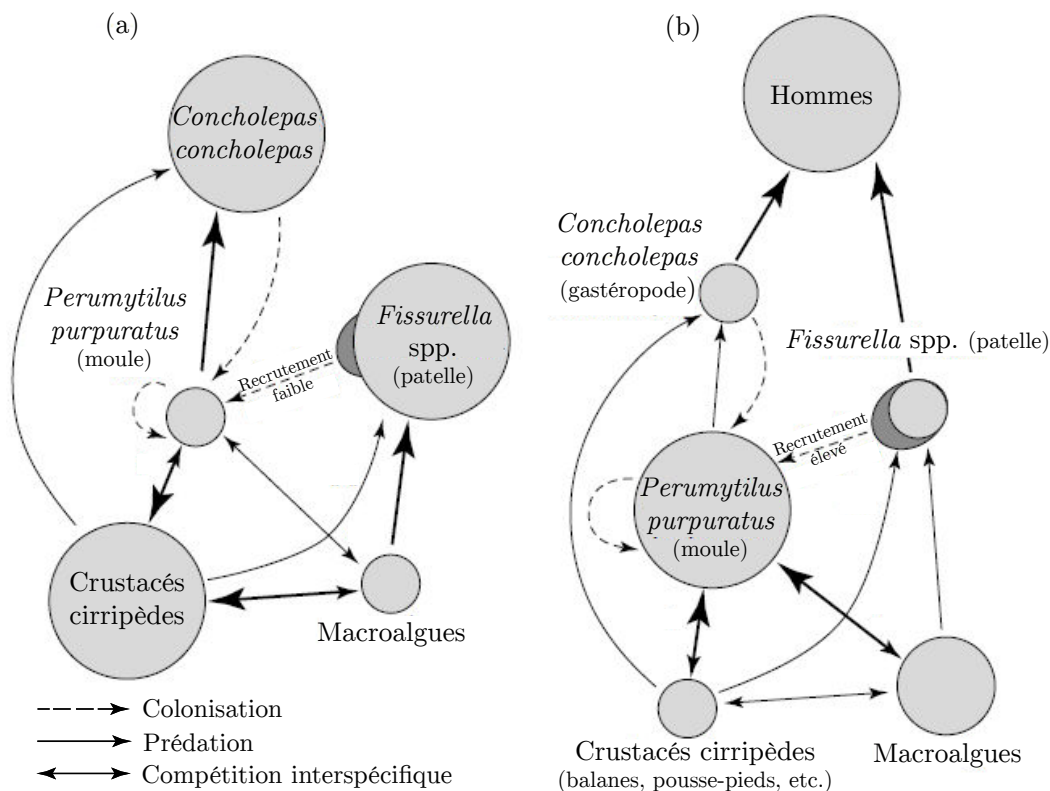 (a)
Concholepas
concholepas
Perumytilus
purpuratus
(moule)
Fissurella
spp.
(patelle)
Recrutement
faible
Crustacés
cirripèdes
Macroalgues
Colonisation
Prédation
Compétition interspécifique
(b)
Hommes
Concholepas
concholepas
(gastéropode)
Fissurella spp. (patelle)
Recrutement
élevé
Perumytilus
purpuratus
(moule)
Crustacés cirripèdes
(balanes, pousse-pieds, etc.)
Macroalgues